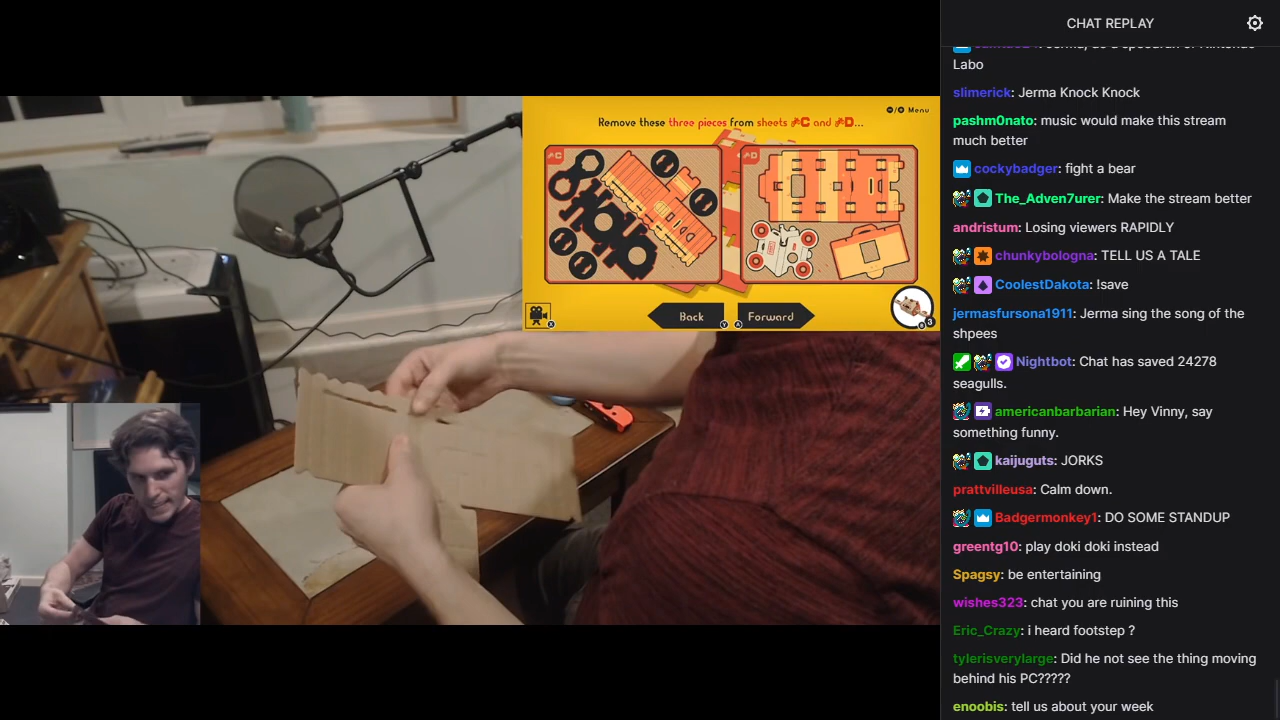 CHAT REPLAY
Labo
slimerick: Jerma Knock Knock
pashm0nato: music would make this stream
much better
cockybadger: fight a bear
The_Adven7urer: Make the stream better
andristum: Losing viewers RAPIDLY
chunkybologna: TELL US A TALE
CoolestDakota: !save
jermasfursona1911: Jerma sing the song of the
shpees
Nightbot: Chat has saved 24278
seagulls.
americanbarbarian: Hey Vinny, say
something funny.
kaijuguts: JORKS
prattvilleusa: Calm down.
Badgermonkey1: DO SOME STANDUP
greentg10: play doki doki instead
Spagsy: be entertaining
wishes323: chat you are ruining this
Eric_Crazy: i heard footstep ?
tylerisverylarge: Did he not see the thing moving
behind his PC?????
enoobis: tell us about your week
Menu
Remove these three pieces from sheets C and D...
Back
Forward